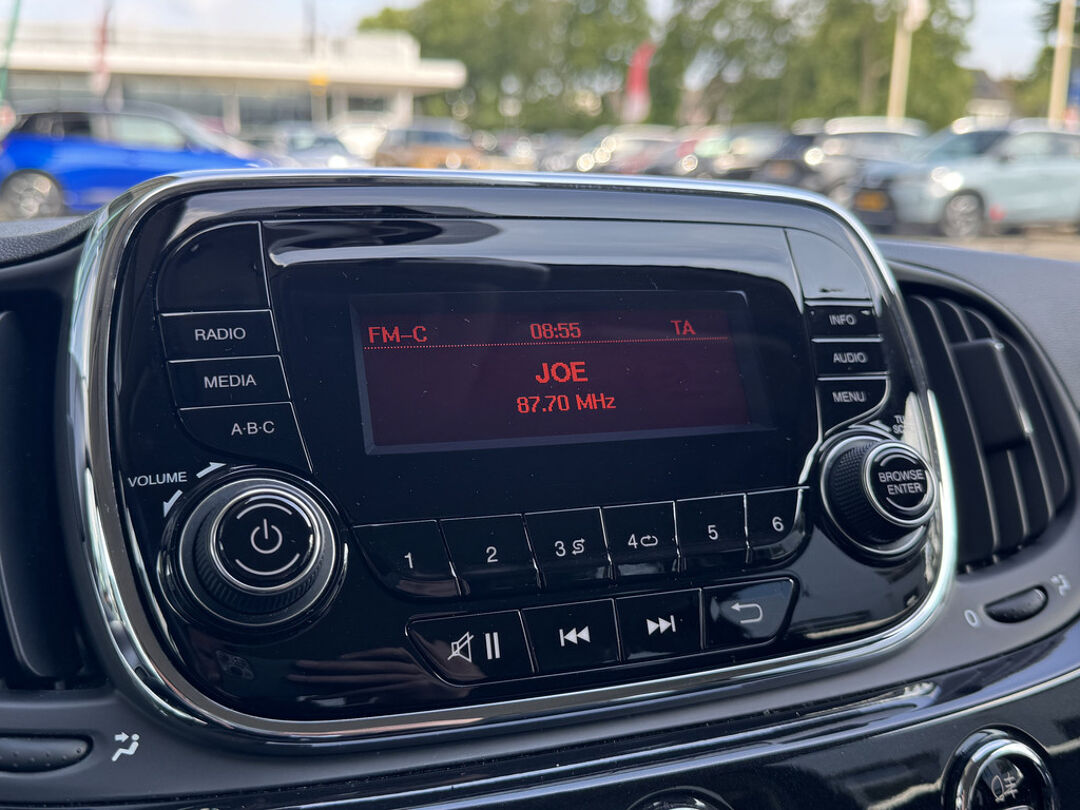 FM-C 08:55 TA
JOE
87.70 MHz
RADIO
MEDIA
A·B·C
VOLUME
INFO
AUDIO
MENU
BROWSE
ENTER
1 2 3 4 5 6
0